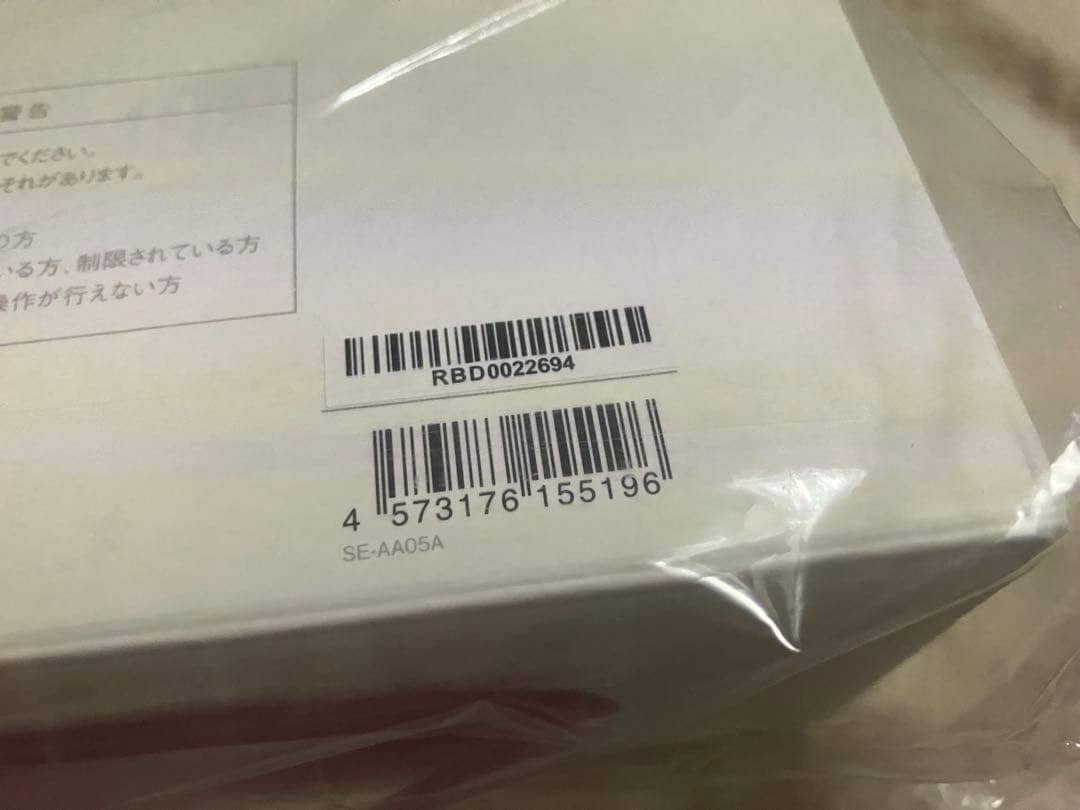 警告
でください。
それがあります。
の方
いる方、制限されている方
操作が行えない方
RBD0022694
4 573176 155196
SE-AA05A